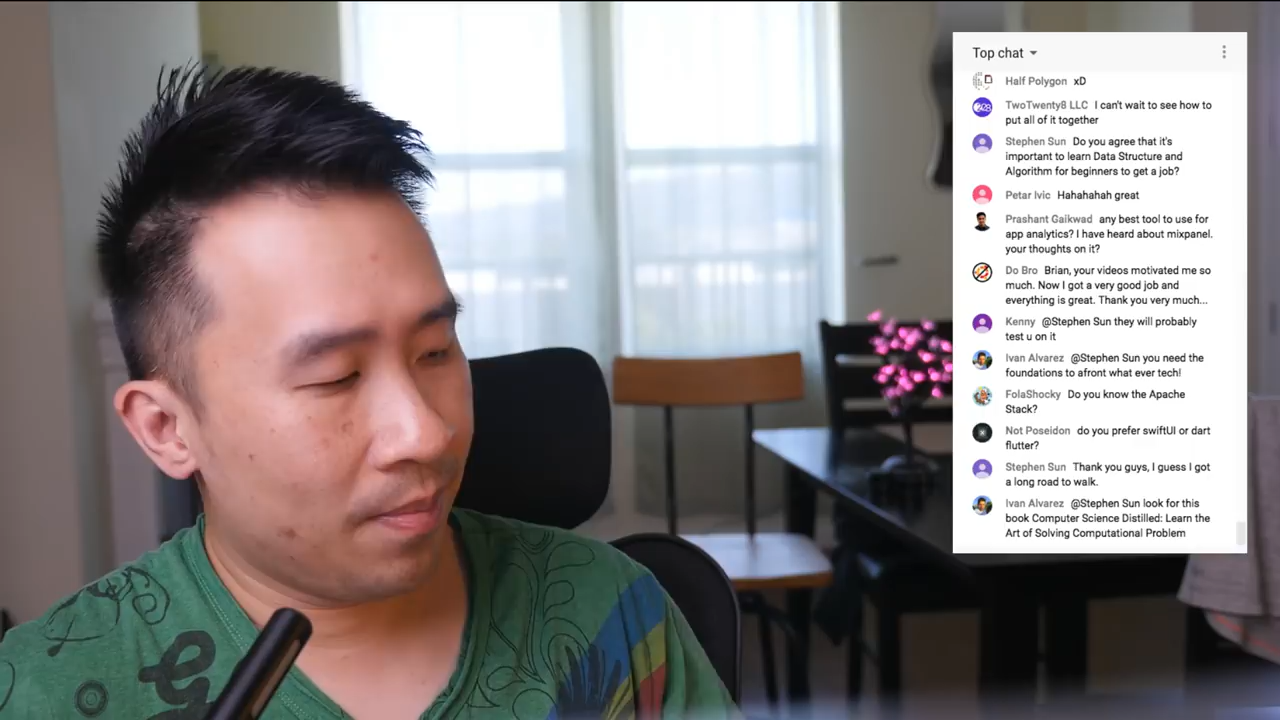 Top chat
Half Polygon xD
TwoTwenty8 LLC I can't wait to see how to
put all of it together
Stephen Sun Do you agree that it's
important to learn Data Structure and
Algorithm for beginners to get a job?
Petar Ivic Hahahahah great
Prashant Gaikwad any best tool to use for
app analytics? I have heard about mixpanel.
your thoughts on it?
Do Bro Brian, your videos motivated me so
much. Now I got a very good job and
everything is great. Thank you very much...
Kenny @Stephen Sun they will probably
test u on it
Ivan Alvarez @Stephen Sun you need the
foundations to afront what ever tech!
FolaShocky Do you know the Apache
Stack?
Not Poseidon do you prefer swiftUI or dart
flutter?
Stephen Sun Thank you guys, I guess I got
a long road to walk.
Ivan Alvarez @Stephen Sun look for this
book Computer Science Distilled: Learn the
Art of Solving Computational Problem